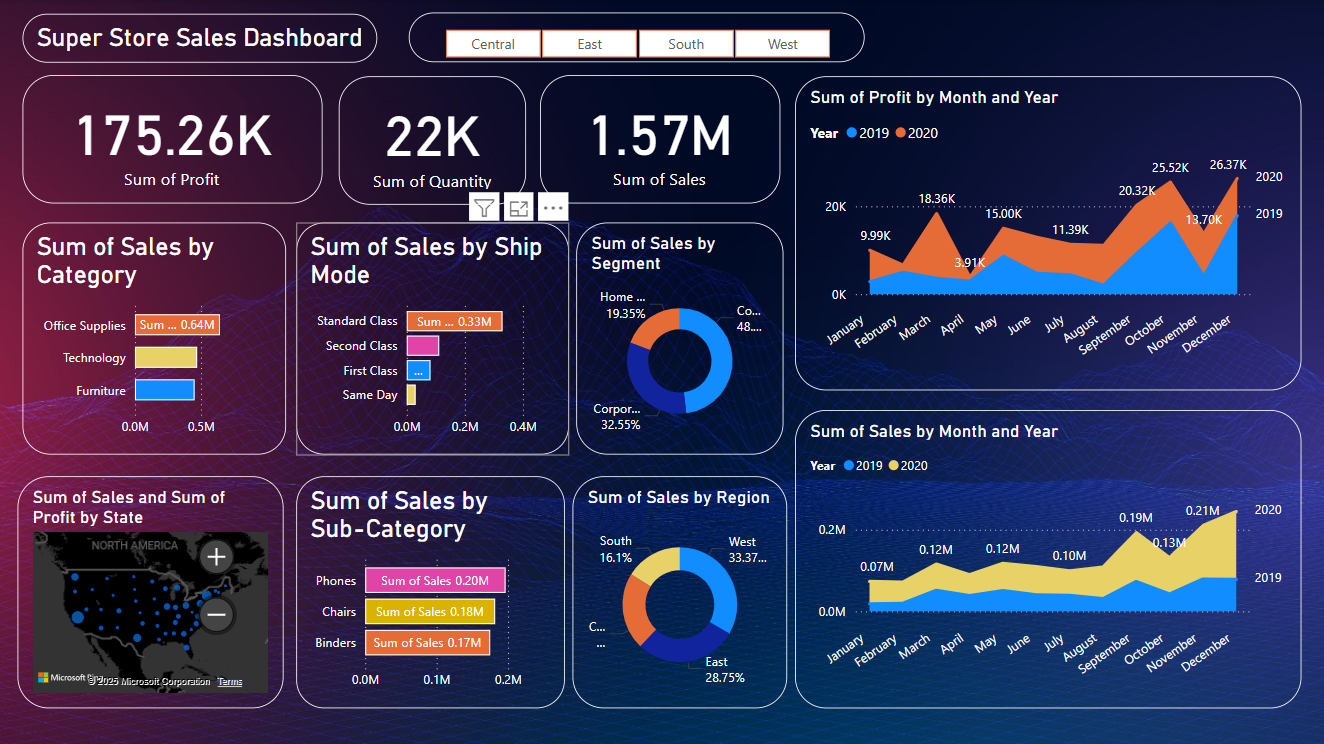 Super Store Sales Dashboard
Central
East
South
West
175.26K
Sum of Profit
22K
Sum of Quantity
1.57M
Sum of Sales
Sum of Profit by Month and Year
Year 2019 2020
26.37K
25.52K
20.32K
18.36K
15.00K
13.70K
11.39K
9.99K
3.91K
2020
2019
20K
0K
January
February
March
April
May
June
July
August
September
October
November
December
Sum of Sales by
Category
Office Supplies
Sum ... 0.64M
Technology
Furniture
0.0M
0.5M
Sum of Sales by Ship
Mode
Standard Class
Sum ... 0.33M
Second Class
First Class
...
Same Day
0.0M
0.2M
0.4M
Sum of Sales by
Segment
Home ...
19.35%
Co...
48....
Corpor...
32.55%
Sum of Sales by Month and Year
Year 2019 2020
0.21M
0.19M
0.13M
0.12M
0.12M
0.10M
0.07M
2020
2019
0.2M
0.0M
January
February
March
April
May
June
July
August
September
October
November
December
Sum of Sales and Sum of
Profit by State
NORTH AMERICA
Microsoft
© 2025 Microsoft Corporation Terms
Sum of Sales by
Sub-Category
Phones
Sum of Sales 0.20M
Chairs
Sum of Sales 0.18M
Binders
Sum of Sales 0.17M
0.0M
0.1M
0.2M
Sum of Sales by Region
South
16.1%
West
33.37...
C...
...
East
28.75%